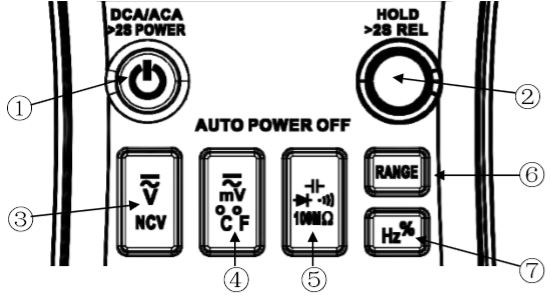 DCA/ACA
>2S POWER
HOLD
>2S REL
①
②
AUTO POWER OFF
③
V
NCV
④
mV
°C °F
⑤
100MΩ
RANGE
⑥
Hz%
⑦